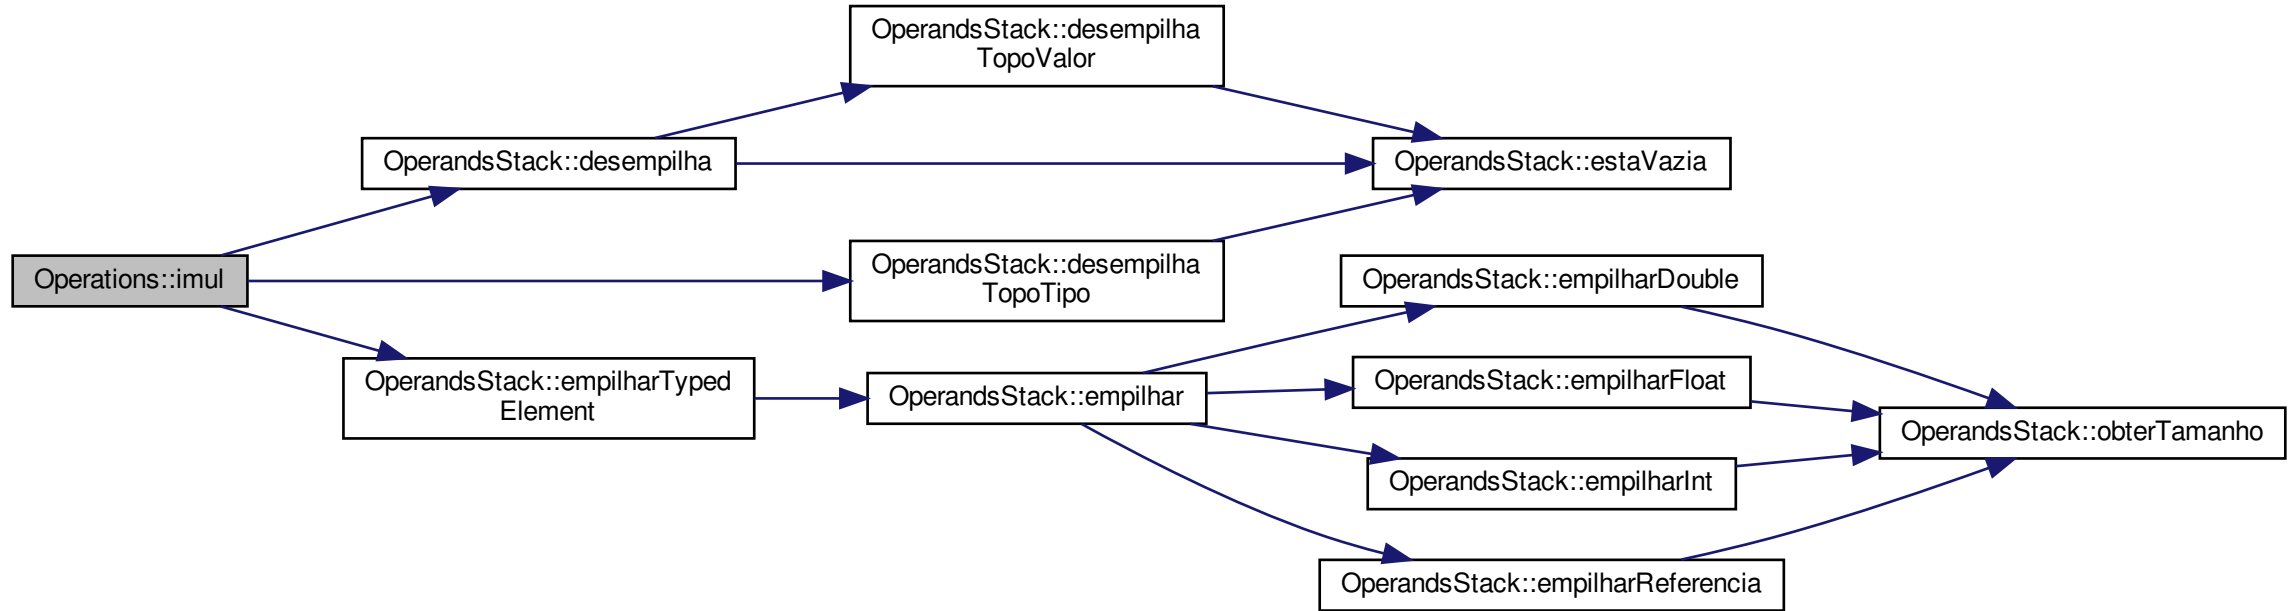 Operations::imul
OperandsStack::desempilha
OperandsStack::desempilha
TopoValor
OperandsStack::estaVazia
OperandsStack::desempilha
TopoTipo
OperandsStack::empilharTyped
Element
OperandsStack::empilhar
OperandsStack::empilharDouble
OperandsStack::empilharFloat
OperandsStack::empilharInt
OperandsStack::empilharReferencia
OperandsStack::obterTamanho